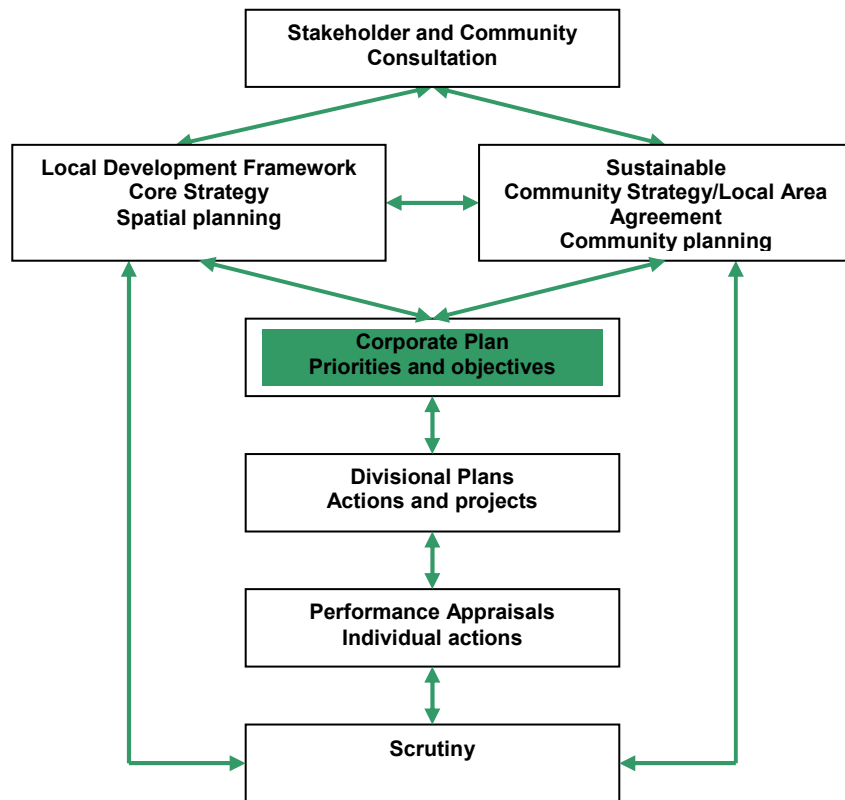 Stakeholder and Community
Consultation
Local Development Framework
Core Strategy
Spatial planning
Sustainable
Community Strategy/Local Area
Agreement
Community planning
Corporate Plan
Priorities and objectives
Divisional Plans
Actions and projects
Performance Appraisals
Individual actions
Scrutiny